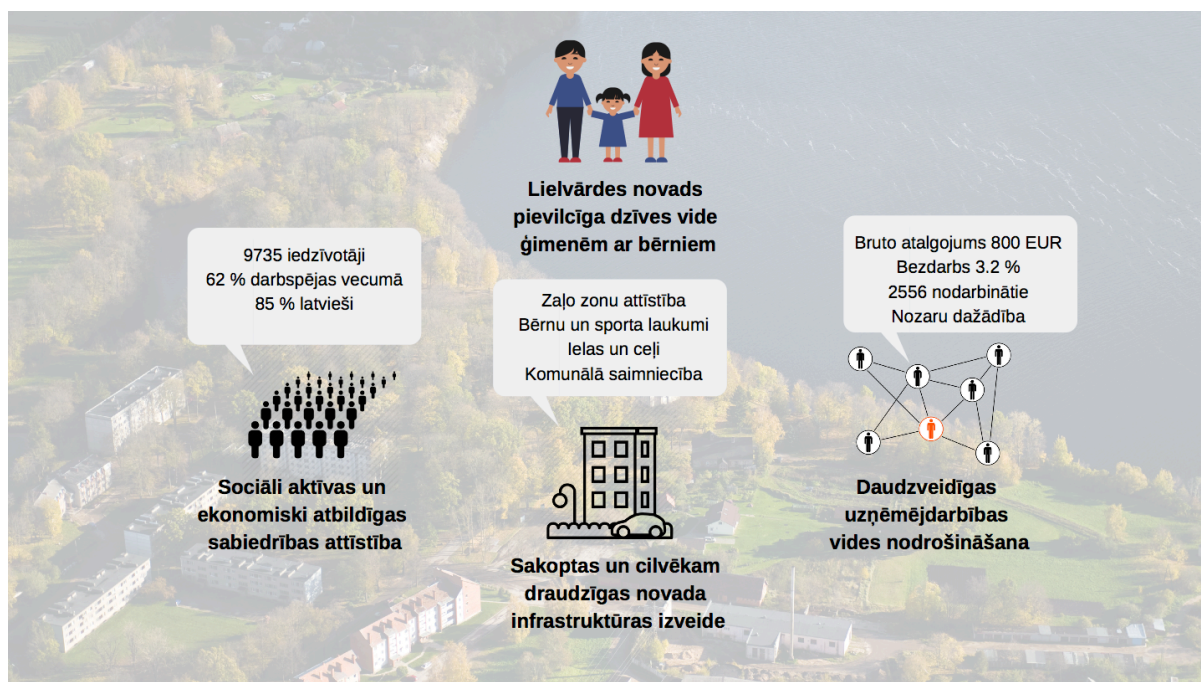 Lielvārdes novads
pievilcīga dzīves vide
ģimenēm ar bērniem
9735 iedzīvotāji
62 % darbspējas vecumā
85 % latvieši
Sociāli aktīvas un
ekonomiski atbildīgas
sabiedrības attīstība
Zaļo zonu attīstība
Bērnu un sporta laukumi
Ielas un ceļi
Komunālā saimniecība
Sakoptas un cilvēkam
draudzīgas novada
infrastruktūras izveide
Bruto atalgojums 800 EUR
Bezdarbs 3.2 %
2556 nodarbinātie
Nozaru dažādība
Daudzveidīgas
uzņēmējdarbības
vides nodrošināšana